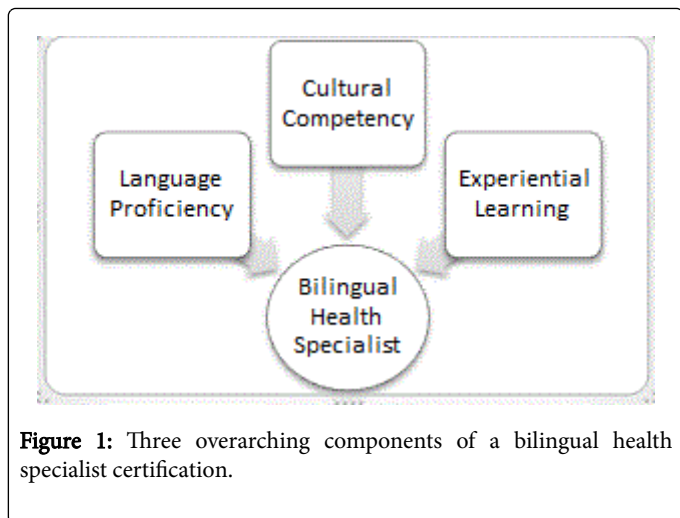 Cultural
Competency
Language
Proficiency
Experiential
Learning
Bilingual
Health
Specialist
Figure 1: Three overarching components of a bilingual health
specialist certification.